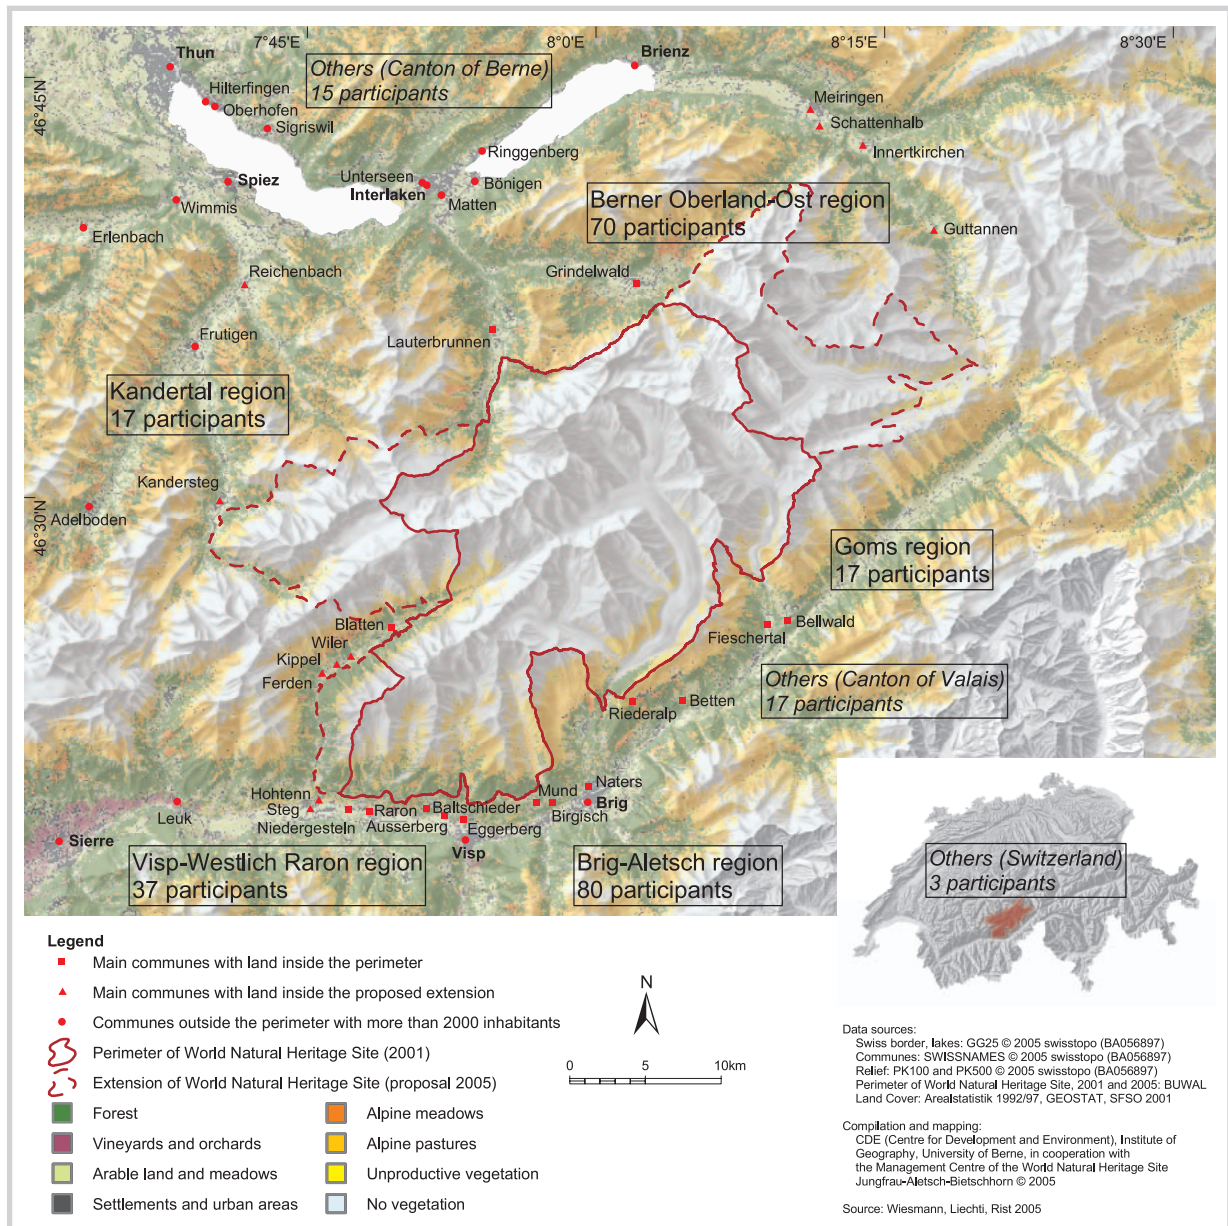 7°45'E
8°0'E
8°15'E
8°30'E
46°45'N
46°30'N
Thun
Others (Canton of Berne)
15 participants
Brienz
Hilterfingen
Oberhofen
Sigriswil
Meiringen
Schattenhalb
Innertkirchen
Ringgenberg
Unterseen
Interlaken
Bönigen
Matten
Spiez
Wimmis
Erlenbach
Berner Oberland-Ost region
70 participants
Guttannen
Reichenbach
Grindelwald
Frutigen
Lauterbrunnen
Kandertal region
17 participants
Kandersteg
Adelboden
Goms region
17 participants
Blatten
Wiler
Kippel
Ferden
Bellwald
Fieschertal
Others (Canton of Valais)
17 participants
Riederalp
Betten
Hohtenn
Steg
Niedergesteln
Raron
Ausserberg
Baltschieder
Eggerberg
Mund
Birgisch
Naters
Brig
Leuk
Sierre
Visp
Visp-Westlich Raron region
37 participants
Brig-Aletsch region
80 participants
Others (Switzerland)
3 participants
Legend
Main communes with land inside the perimeter
Main communes with land inside the proposed extension
Communes outside the perimeter with more than 2000 inhabitants
Perimeter of World Natural Heritage Site (2001)
Extension of World Natural Heritage Site (proposal 2005)
Forest
Vineyards and orchards
Arable land and meadows
Settlements and urban areas
Alpine meadows
Alpine pastures
Unproductive vegetation
No vegetation
N
0 5 10km
Data sources:
Swiss border, lakes: GG25 © 2005 swisstopo (BA056897)
Communes: SWISSNAMES © 2005 swisstopo (BA056897)
Relief: PK100 and PK500 © 2005 swisstopo (BA056897)
Perimeter of World Natural Heritage Site, 2001 and 2005: BUWAL
Land Cover: Arealstatistik 1992/97, GEOSTAT, SFSO 2001
Compilation and mapping:
CDE (Centre for Development and Environment), Institute of
Geography, University of Berne, in cooperation with
the Management Centre of the World Natural Heritage Site
Jungfrau-Aletsch-Bietschhorn © 2005
Source: Wiesmann, Liechti, Rist 2005